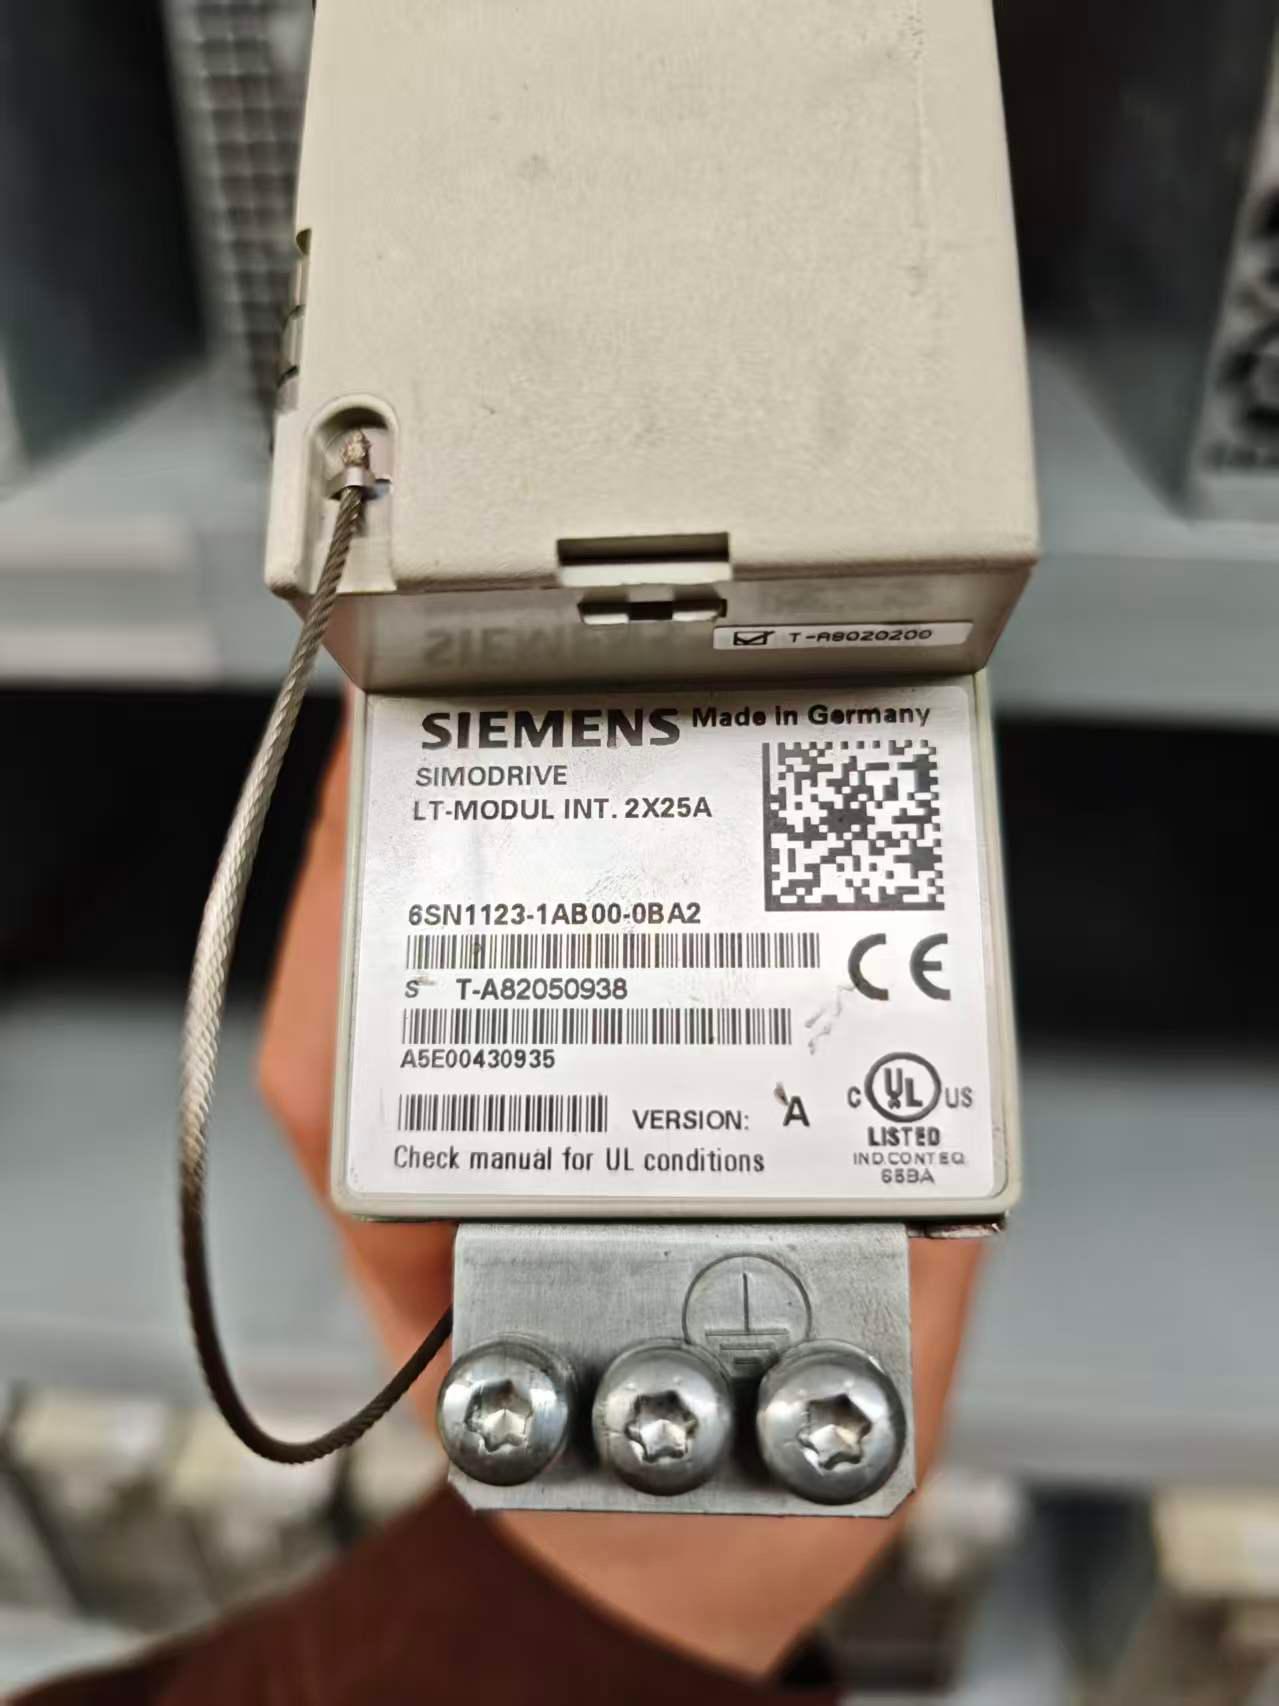 T-A8020200
SIEMENS Made in Germany
SIMODRIVE
LT-MODUL INT. 2X25A
6SN1123-1AB00-0BA2
S T-A82050938
A5E00430935
VERSION: A
Check manual for UL conditions
CE
C UL US
LISTED
IND.CONT.EQ.
65BA